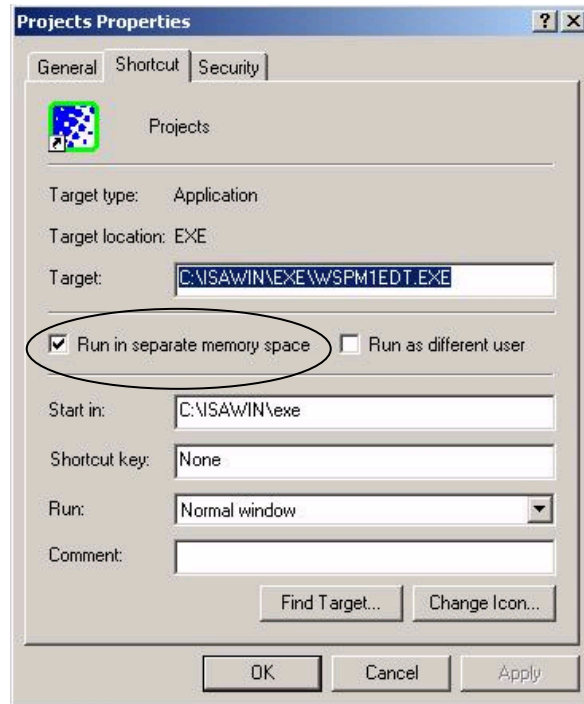 Projects Properties
General Shortcut Security
Projects
Target type: Application
Target location: EXE
Target: C:\ISAWIN\EXE\WSPM1EDT.EXE
Run in separate memory space Run as different user
Start in: C:\ISAWIN\exe
Shortcut key: None
Run: Normal window
Comment:
Find Target... Change Icon...
OK Cancel Apply